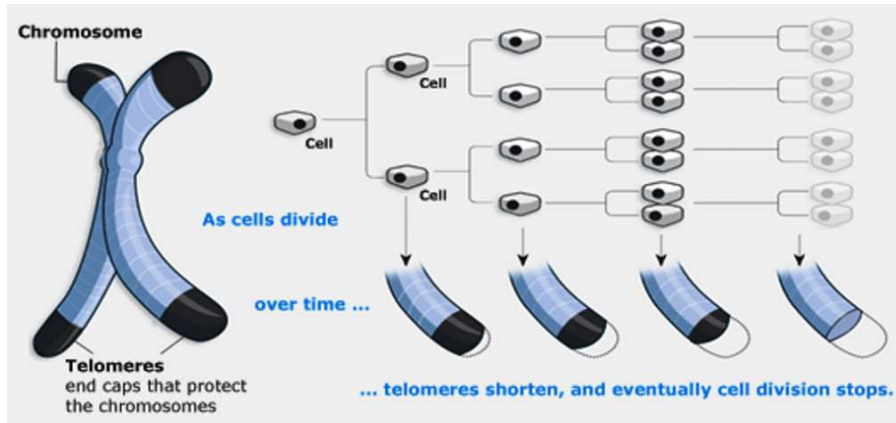 Chromosome
Cell
Cell
Cell
As cells divide
over time ...
Telomeres
end caps that protect
the chromosomes
... telomeres shorten, and eventually cell division stops.